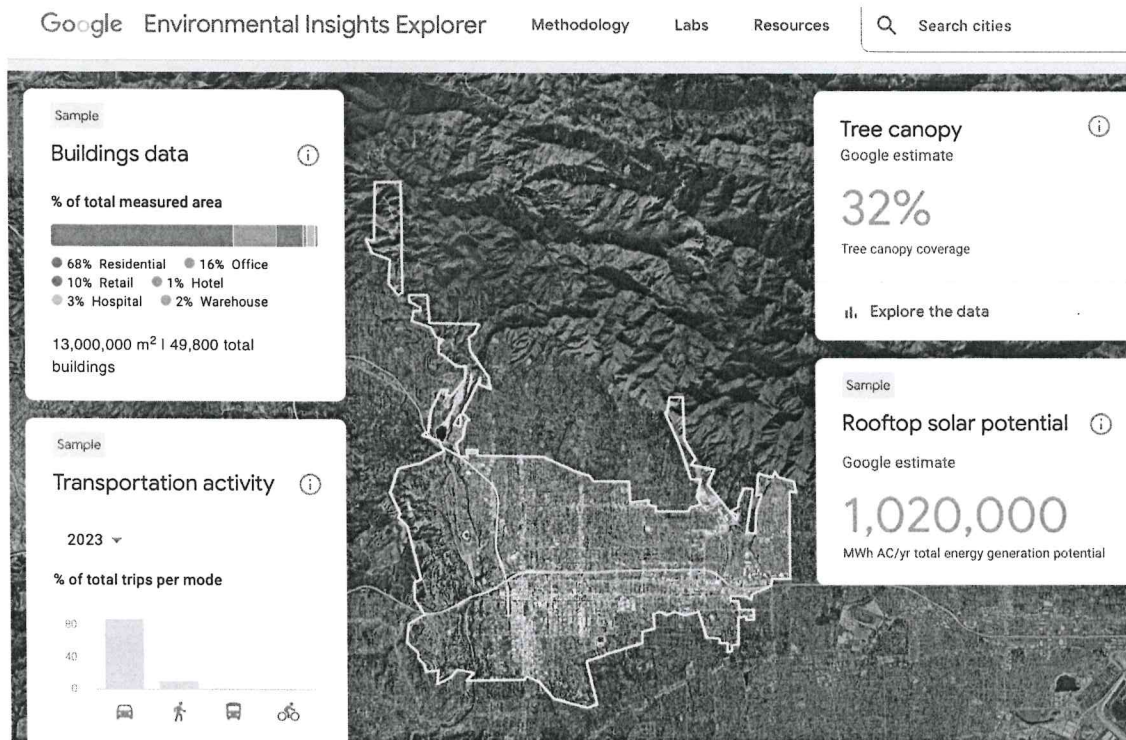 Google Environmental Insights Explorer Methodology Labs Resources Search cities
Sample
Buildings data
% of total measured area
68% Residential 16% Office
10% Retail 1% Hotel
3% Hospital 2% Warehouse
13,000,000 m² | 49,800 total
buildings
Sample
Transportation activity
2023
% of total trips per mode
80
40
0
Tree canopy
Google estimate
32%
Tree canopy coverage
Explore the data
Sample
Rooftop solar potential
Google estimate
1,020,000
MWh AC/yr total energy generation potential